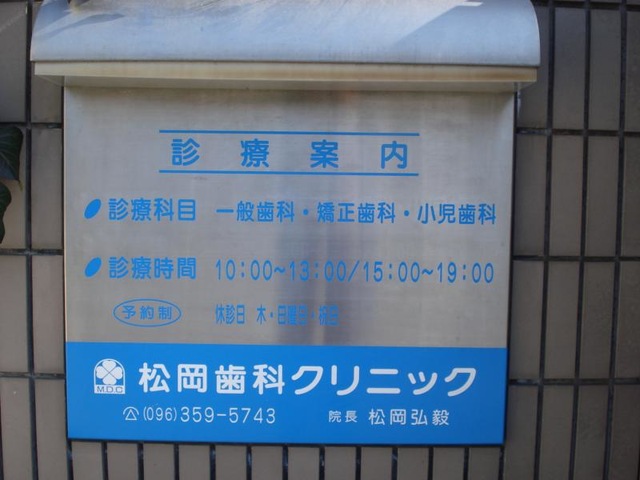 診療案内
診療科目 一般歯科・矯正歯科・小児歯科
診療時間 10:00~13:00/15:00~19:00
予約制 休診日 木・日曜日・祝日
M.D.C 松岡歯科クリニック
(096)359-5743 院長 松岡弘毅